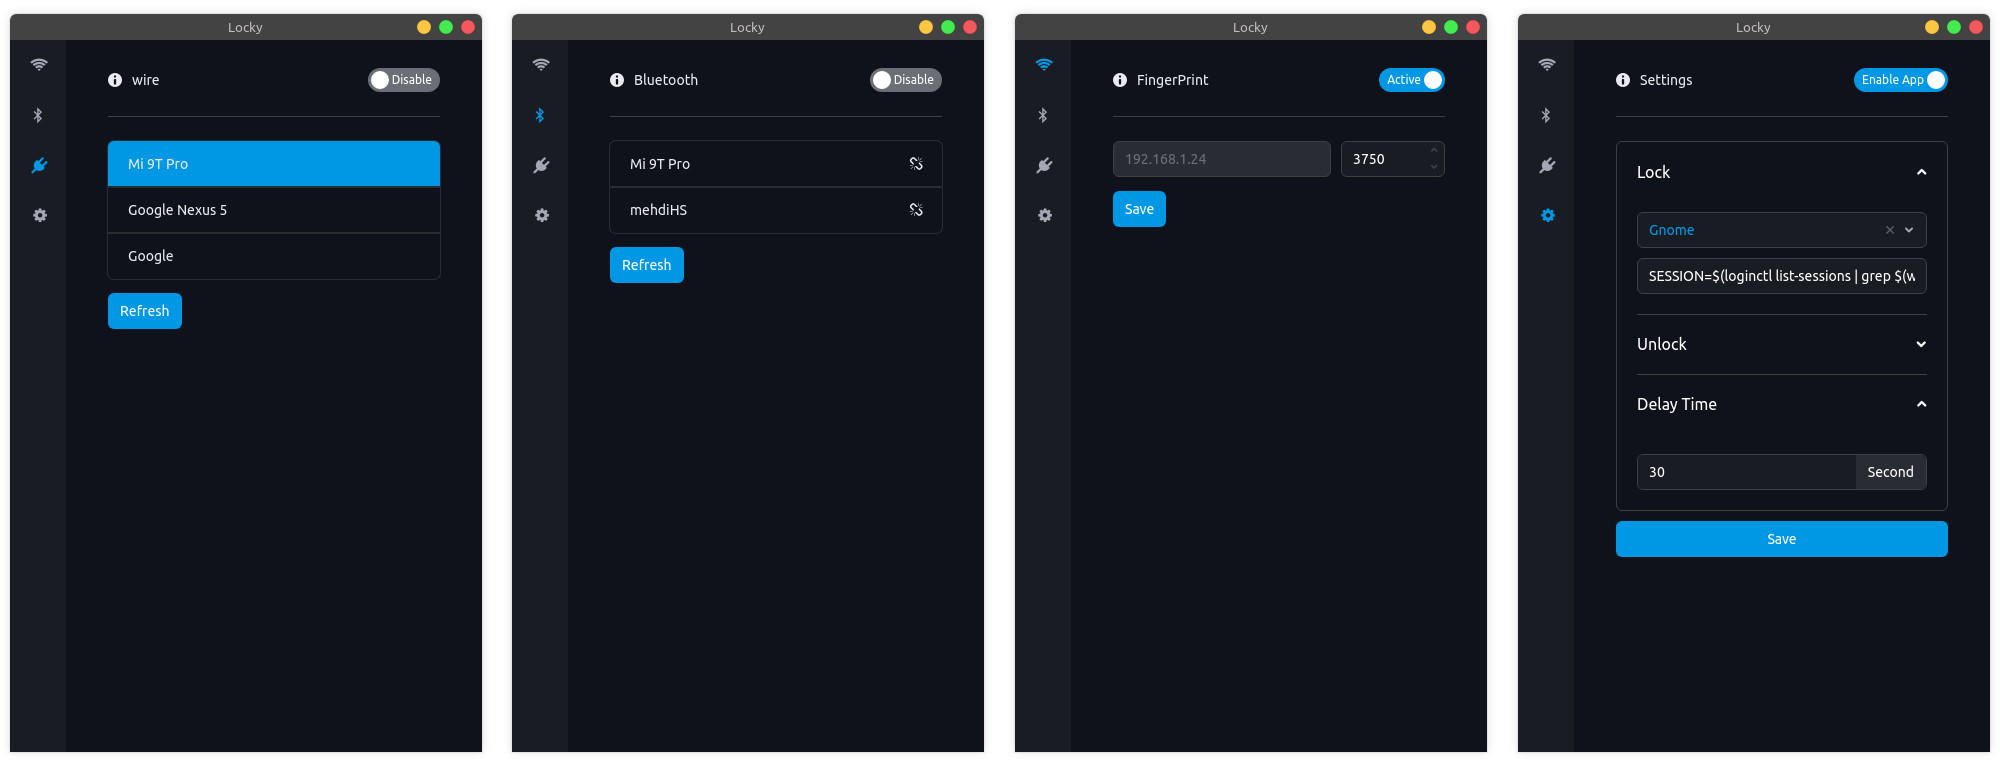 Locky
wire
Disable
Mi 9T Pro
Google Nexus 5
Google
Refresh
Locky
Bluetooth
Disable
Mi 9T Pro
mehdiHS
Refresh
Locky
FingerPrint
Active
192.168.1.24
3750
Save
Locky
Settings
Enable App
Lock
Gnome
SESSION=$(loginctl list-sessions | grep $(w
Unlock
Delay Time
30
Second
Save